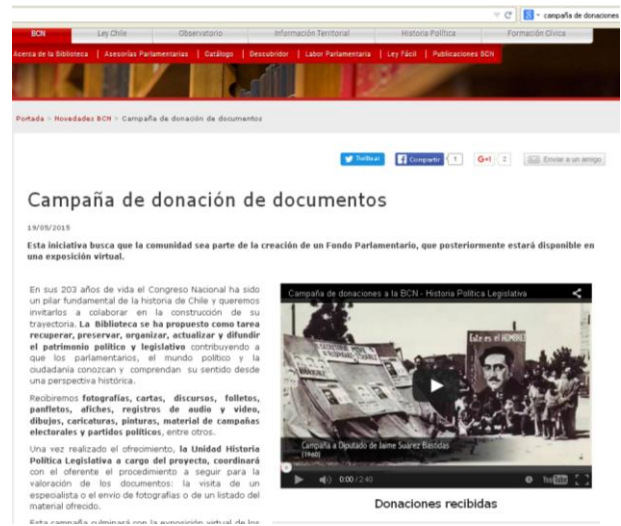 campaña de donaciones
BCN Ley Chile Observatorio Información Territorial Historia Política Formación Cívica
Acerca de la Biblioteca | Asesorías Parlamentarias | Catálogo | Descubridor | Labor Parlamentaria | Ley Fácil | Publicaciones BCN
Portada > Novedades BCN > Campaña de donación de documentos
Twittear Compartir 1 G+1 2 Enviar a un amigo
Campaña de donación de documentos
19/05/2015
Esta iniciativa busca que la comunidad sea parte de la creación de un Fondo Parlamentario, que posteriormente estará disponible en
una exposición virtual.
En sus 203 años de vida el Congreso Nacional ha sido
un pilar fundamental de la historia de Chile y queremos
invitarlos a colaborar en la construcción de su
trayectoria. La Biblioteca se ha propuesto como tarea
recuperar, preservar, organizar, actualizar y difundir
el patrimonio político y legislativo contribuyendo a
que los parlamentarios, el mundo político y la
ciudadanía conozcan y comprendan su sentido desde
una perspectiva histórica.
Recibiremos fotografías, cartas, discursos, folletos,
panfletos, afiches, registros de audio y video,
dibujos, caricaturas, pinturas, material de campañas
electorales y partidos políticos, entre otros.
Una vez realizado el ofrecimiento, la Unidad Historia
Política Legislativa a cargo del proyecto, coordinará
con el oferente el procedimiento a seguir para la
valoración de los documentos: la visita de un
especialista o el envío de fotografías o de un listado del
material ofrecido.
Esta campaña culminará con la exposición virtual de los
Campaña de donaciones a la BCN - Historia Política Legislativa
Este es el HOMBRE
Campaña a Diputado de Jaime Suárez Bastidas
(1960)
0:00 / 2:40 YouTube
Donaciones recibidas